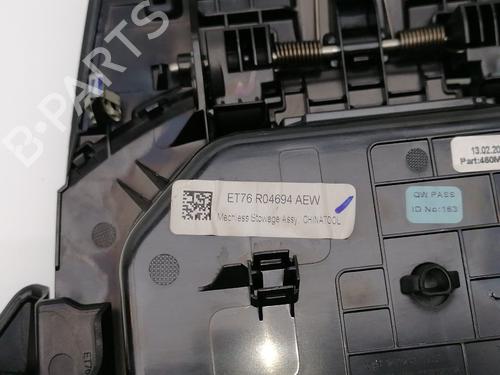 B-PARTS
ET76 R04694 AEW
Mechless Stowage Assy, CHINATOOL
13.02.20
Part:460M
QW PASS
ID No:163